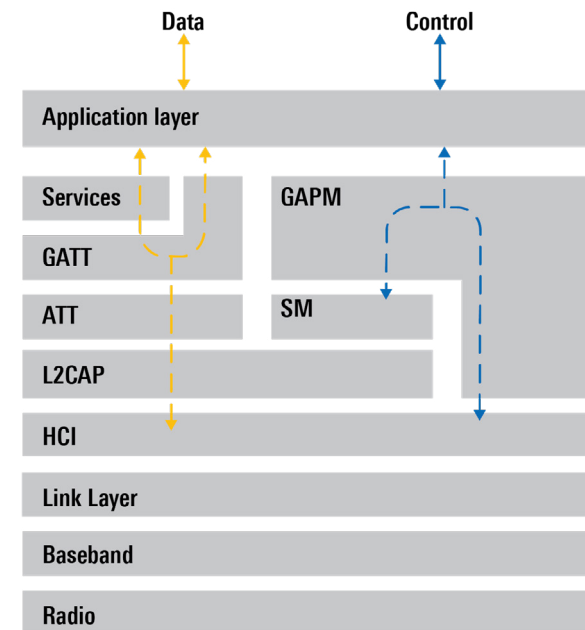 Data
Control
Application layer
Services
GAPM
GATT
ATT
SM
L2CAP
HCI
Link Layer
Baseband
Radio